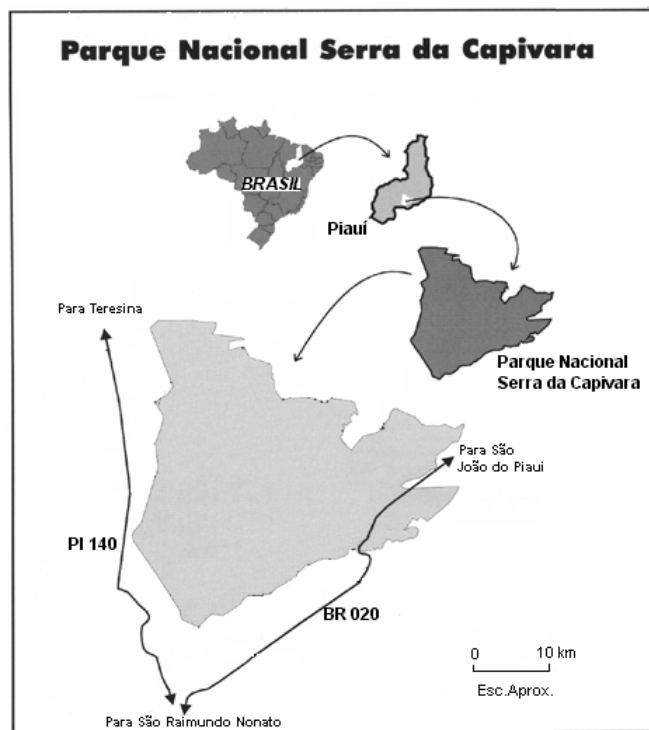 Parque Nacional Serra da Capivara
BRASIL
Piauí
Para Teresina
Parque Nacional
Serra da Capivara
Para São
João do Piaui
PI 140
BR 020
0 10 km
Esc.Aprox.
Para São Raimundo Nonato